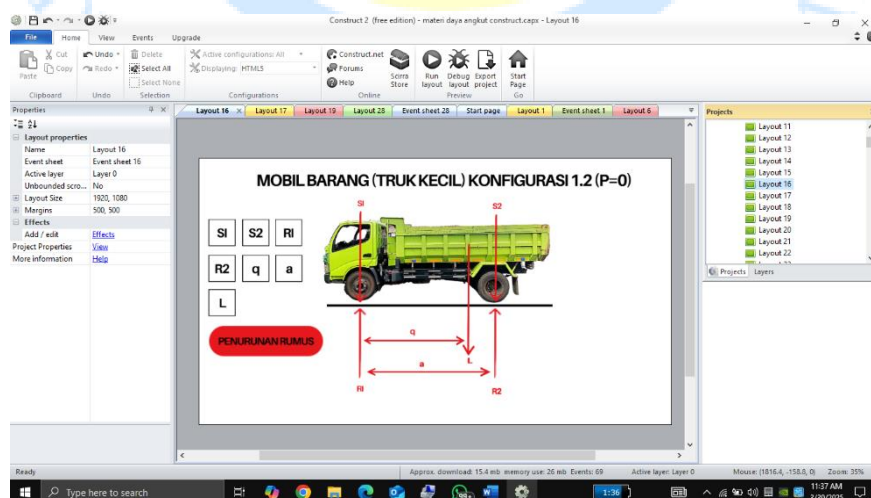 Construct 2 (free edition) - materi daya angkut construct.capx - Layout 16
File Home View Events Upgrade
Paste
Cut
Copy
Clipboard
Undo
Redo
Undo
Delete
Select All
Select None
Selection
Active configurations: All
Displaying: HTML5
Configurations
Construct.net
Forums
Help
Scirra Store
Online
Run layout
Debug layout
Export project
Preview
Start Page
Go
Properties
Layout properties
Name Layout 16
Event sheet Event sheet 16
Active layer Layer 0
Unbounded scro... No
Layout Size 1920, 1080
Margins 500, 500
Effects
Add / edit Effects
Project Properties View
More information Help
Layout 16 Layout 17 Layout 19 Layout 28 Event sheet 28 Start page Layout 1 Event sheet 1 Layout 6
MOBIL BARANG (TRUK KECIL) KONFIGURASI 1.2 (P=0)
S1 S2
S1 S2 R1
R2 q a
L
PENURUNAN RUMUS
q
L
a
R1 R2
Projects
Layout 11
Layout 12
Layout 13
Layout 14
Layout 15
Layout 16
Layout 17
Layout 18
Layout 19
Layout 20
Layout 21
Layout 22
Projects Layers
Ready
Approx. download: 15.4 mb memory use: 26 mb Events: 69 Active layer: Layer 0 Mouse: (1816.4, -158.8, 0) Zoom: 35%
Type here to search
99+
1:36
11:37 AM
2/20/2025